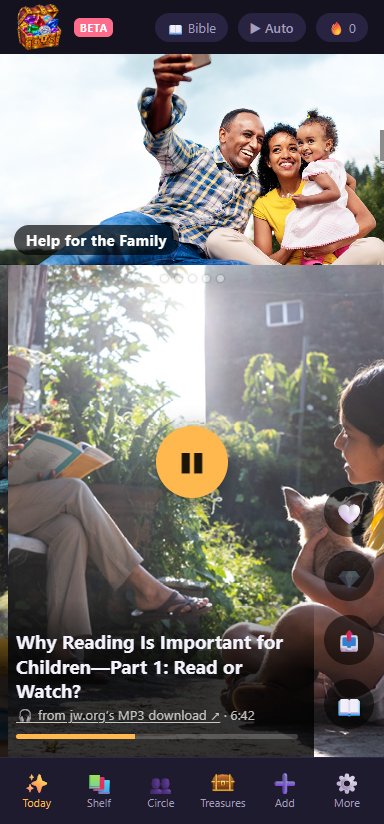 BETA
Bible
Auto
0
Help for the Family
Why Reading Is Important for
Children—Part 1: Read or
Watch?
from jw.org's MP3 download ↗ · 6:42
Today
Shelf
Circle
Treasures
Add
More